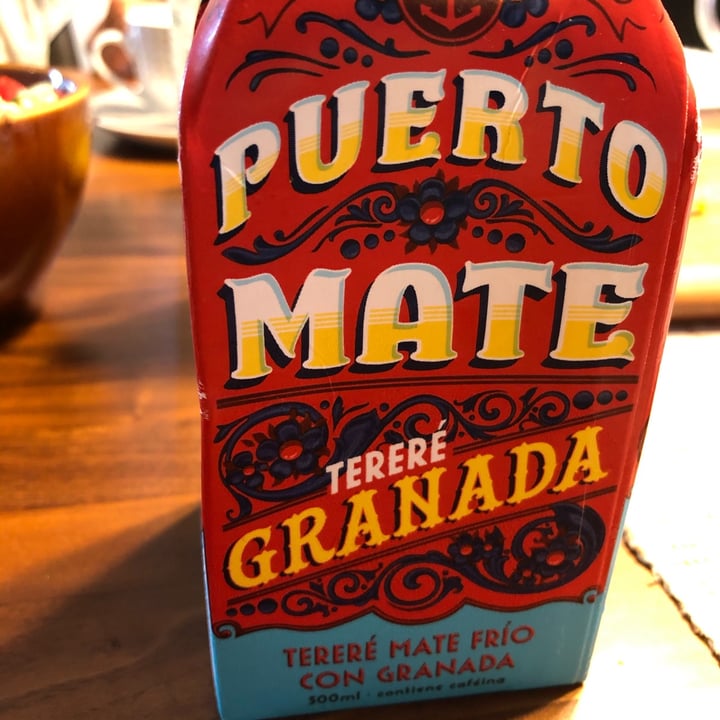 PUERTO
MATE
TERERÉ
GRANADA
TERERÉ MATE FRÍO
CON GRANADA
500ml · contiene cafeína